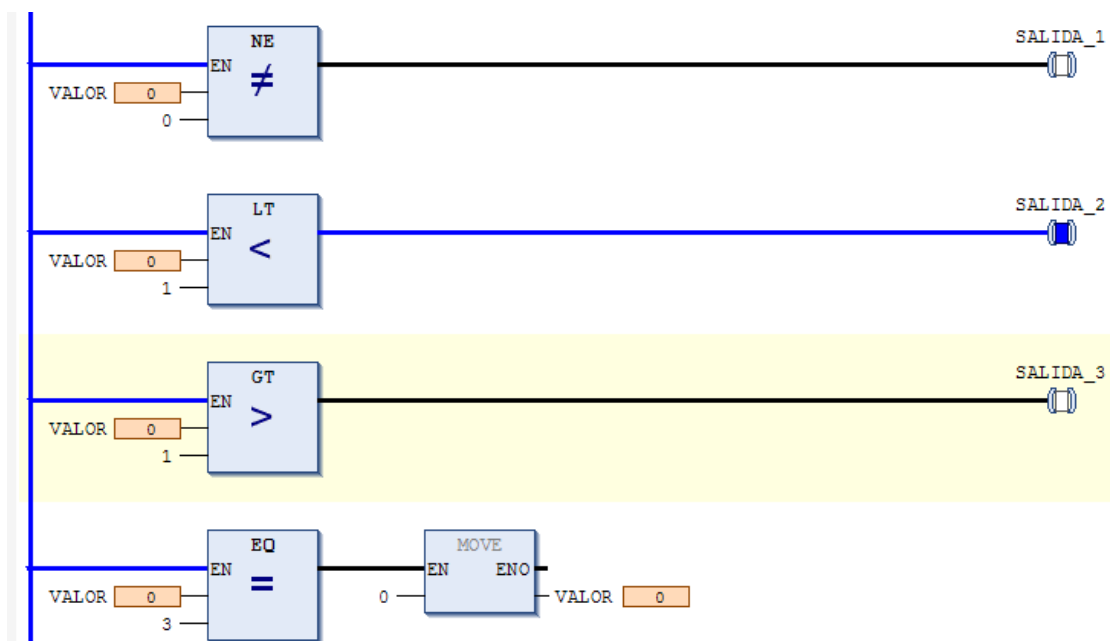 NE
SALIDA_1
EN
≠
VALOR 0
0
LT
SALIDA_2
EN
<
VALOR 0
1
GT
SALIDA_3
EN
>
VALOR 0
1
EQ
MOVE
EN
=
EN ENO
VALOR 0
0
VALOR 0
3